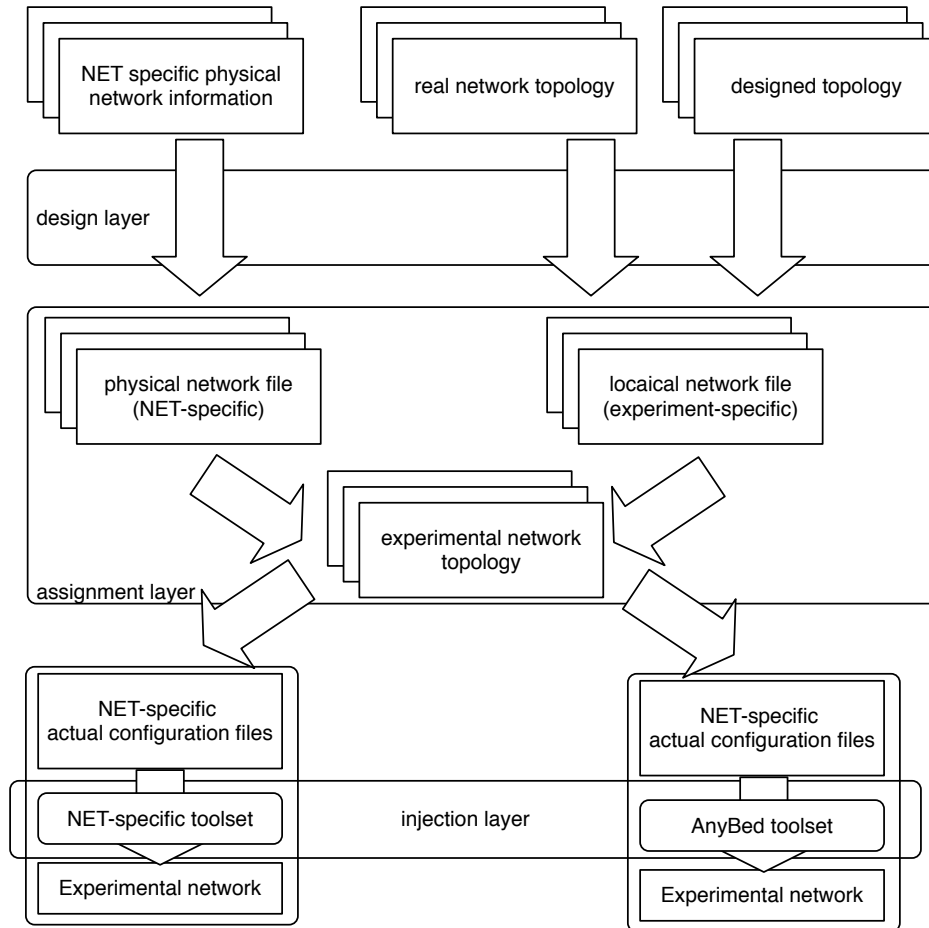 NET specific physical
network information
real network topology
designed topology
design layer
physical network file
(NET-specific)
locaical network file
(experiment-specific)
experimental network
topology
assignment layer
NET-specific
actual configuration files
NET-specific
actual configuration files
NET-specific toolset
injection layer
AnyBed toolset
Experimental network
Experimental network